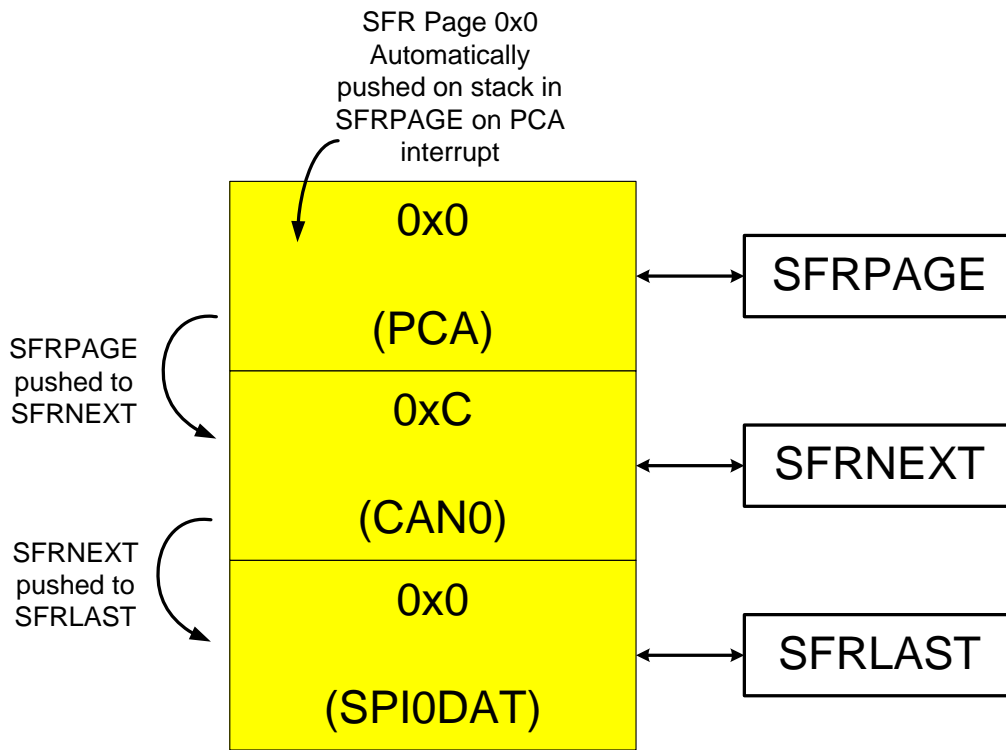 SFR Page 0x0
Automatically
pushed on stack in
SFRPAGE on PCA
interrupt
0x0
(PCA)
SFRPAGE
SFRPAGE
pushed to
SFRNEXT
0xC
(CAN0)
SFRNEXT
SFRNEXT
pushed to
SFRLAST
0x0
(SPI0DAT)
SFRLAST